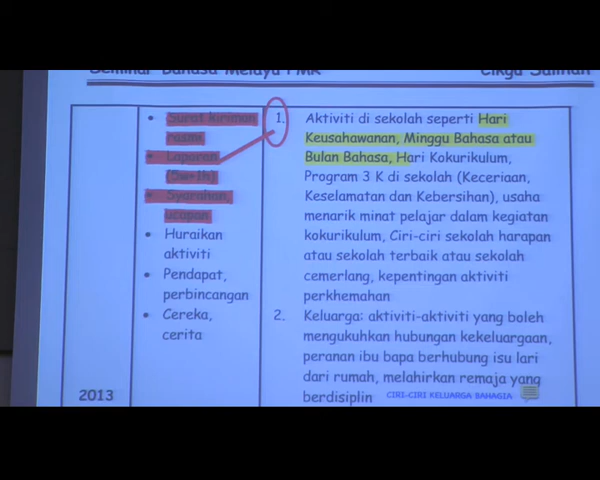 Seminar Bahasa Melayu PMR
Cikgu Salinah
• Surat kiriman
rasmi
• Laporan
(5w+1h)
• Syarahan,
ucapan
• Huraikan
aktiviti
• Pendapat,
perbincangan
• Cereka,
cerita
1. Aktiviti di sekolah seperti Hari
Keusahawanan, Minggu Bahasa atau
Bulan Bahasa, Hari Kokurikulum,
Program 3 K di sekolah (Keceriaan,
Keselamatan dan Kebersihan), usaha
menarik minat pelajar dalam kegiatan
kokurikulum, Ciri-ciri sekolah harapan
atau sekolah terbaik atau sekolah
cemerlang, kepentingan aktiviti
perkhemahan
2. Keluarga: aktiviti-aktiviti yang boleh
mengukuhkan hubungan kekeluargaan,
peranan ibu bapa berhubung isu lari
dari rumah, melahirkan remaja yang
berdisiplin
CIRI-CIRI KELUARGA BAHAGIA
2013